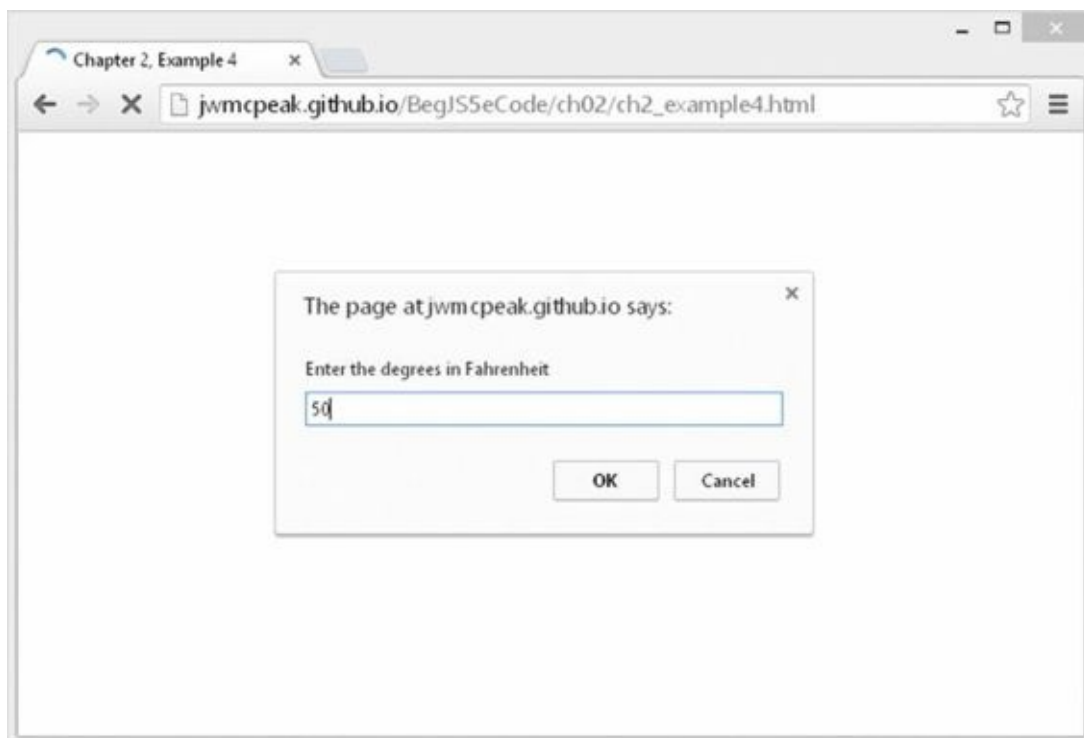 Chapter 2, Example 4
jwmcpeak.github.io/BegJS5eCode/ch02/ch2_example4.html
The page at jwmcpeak.github.io says:
Enter the degrees in Fahrenheit
50
OK Cancel